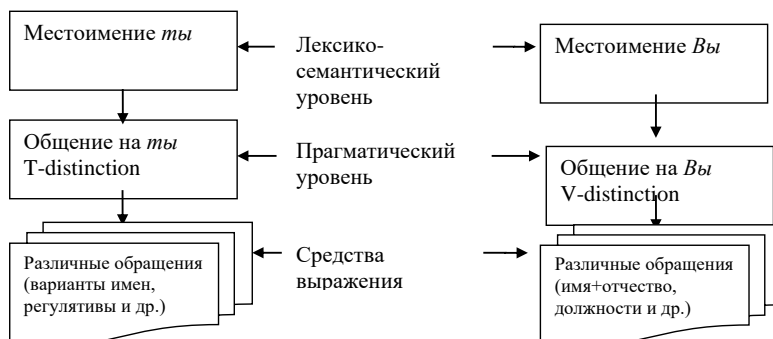 Местоимение ты
Лексико-
семантический
уровень
Местоимение Вы
Общение на ты
T-distinction
Прагматический
уровень
Общение на Вы
V-distinction
Различные обращения
(варианты имен,
регулятивы и др.)
Средства
выражения
Различные обращения
(имя+отчество,
должности и др.)